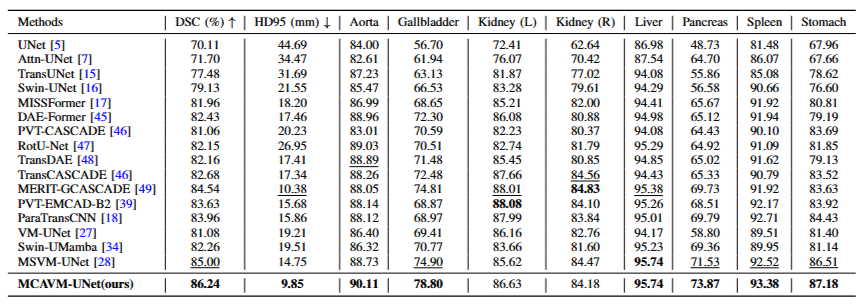 Methods DSC (%) ↑ HD95 (mm) ↓ Aorta Gallbladder Kidney (L) Kidney (R) Liver Pancreas Spleen Stomach
UNet [5] 70.11 44.69 84.00 56.70 72.41 62.64 86.98 48.73 81.48 67.96
Attn-UNet [7] 71.70 34.47 82.61 61.94 76.07 70.42 87.54 64.70 86.07 67.66
TransUNet [15] 77.48 31.69 87.23 63.13 81.87 77.02 94.08 55.86 85.08 78.62
Swin-UNet [16] 79.13 21.55 85.47 66.53 83.28 79.61 94.29 56.58 90.66 76.60
MISSFormer [17] 81.96 18.20 86.99 68.65 85.21 82.00 94.41 65.67 91.92 80.81
DAE-Former [45] 82.43 17.46 88.96 72.30 86.08 80.88 94.98 65.12 91.94 79.19
PVT-CASCADE [46] 81.06 20.23 83.01 70.59 82.23 80.37 94.08 64.43 90.10 83.69
RotU-Net [47] 82.15 26.95 89.03 70.51 82.74 81.79 95.29 64.92 91.09 81.85
TransDAE [48] 82.16 17.41 88.89 71.48 85.45 80.85 94.85 65.02 91.62 79.13
TransCASCADE [46] 82.68 17.34 88.26 72.48 87.66 84.56 94.43 65.33 90.79 83.52
MERIT-GCASCADE [49] 84.54 10.38 88.05 74.81 88.01 84.83 95.38 69.73 91.92 83.63
PVT-EMCAD-B2 [39] 83.63 15.68 88.14 68.87 88.08 84.10 95.26 68.51 92.17 83.92
ParaTransCNN [18] 83.96 15.86 88.12 68.97 87.99 83.84 95.01 69.79 92.71 84.43
VM-UNet [27] 81.08 19.21 86.40 69.41 86.16 82.76 94.17 58.80 89.51 81.40
Swin-UMamba [34] 82.26 19.51 86.32 70.77 83.66 81.60 95.23 69.36 89.95 81.14
MSVM-UNet [28] 85.00 14.75 88.73 74.90 85.62 84.47 95.74 71.53 92.52 86.51
MCAVM-UNet(ours) 86.24 9.85 90.11 78.80 86.63 84.18 95.74 73.87 93.38 87.18